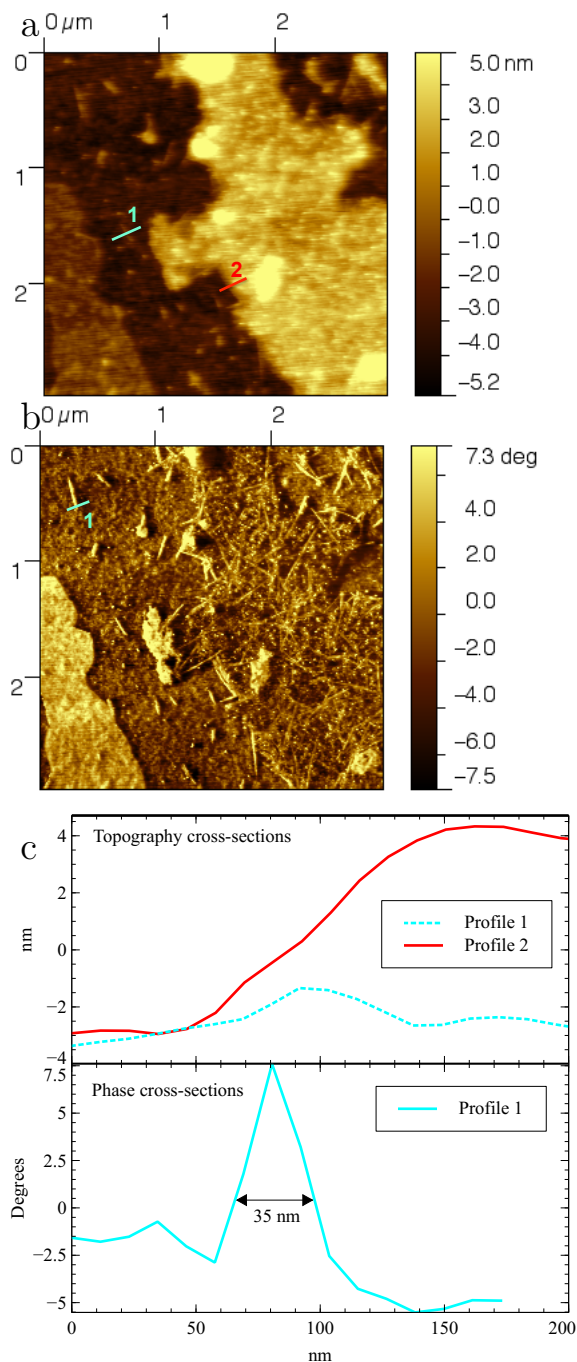 a
0 µm 1 2
0
1
2
1
2
5.0 nm
3.0
2.0
1.0
−0.0
−1.0
−2.0
−3.0
−4.0
−5.2
b
0 µm 1 2
0
1
2
1
7.3 deg
4.0
2.0
0.0
−2.0
−4.0
−6.0
−7.5
c
Topography cross-sections
4
2
0
−2
−4
nm
Profile 1
Profile 2
Phase cross-sections
7.5
5
2.5
0
−2.5
−5
Degrees
Profile 1
35 nm
0 50 100 150 200
nm